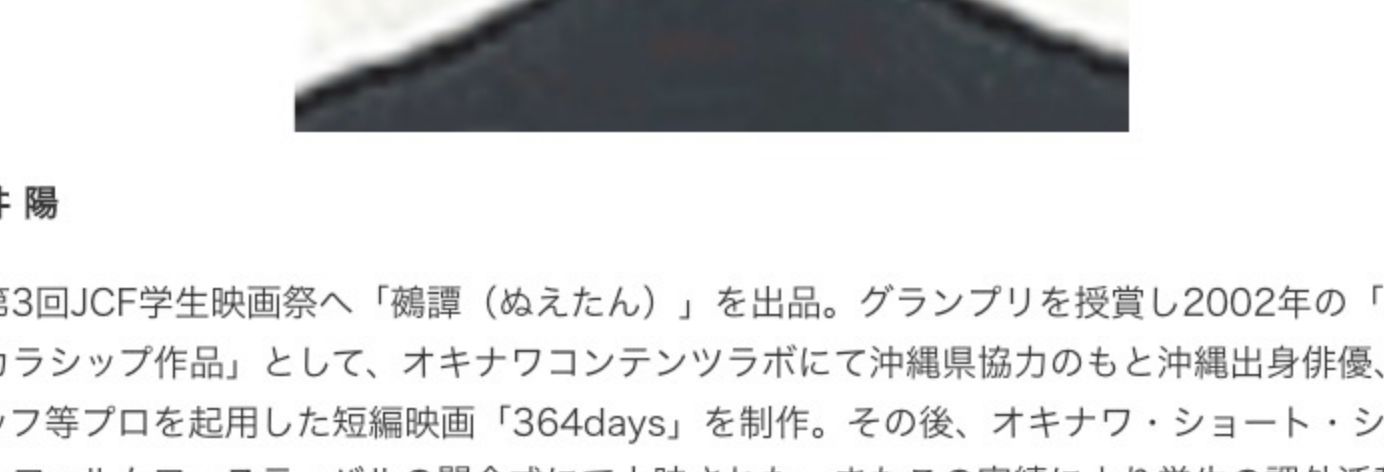 井 陽
第3回JCF学生映画祭へ「鵺譚（ぬえたん）」を出品。グランプリを授賞し2002年の「
カラシップ作品」として、オキナワコンテンツラボにて沖縄県協力のもと沖縄出身俳優、
ッフ等プロを起用した短編映画「364days」を制作。その後、オキナワ・ショート・シ